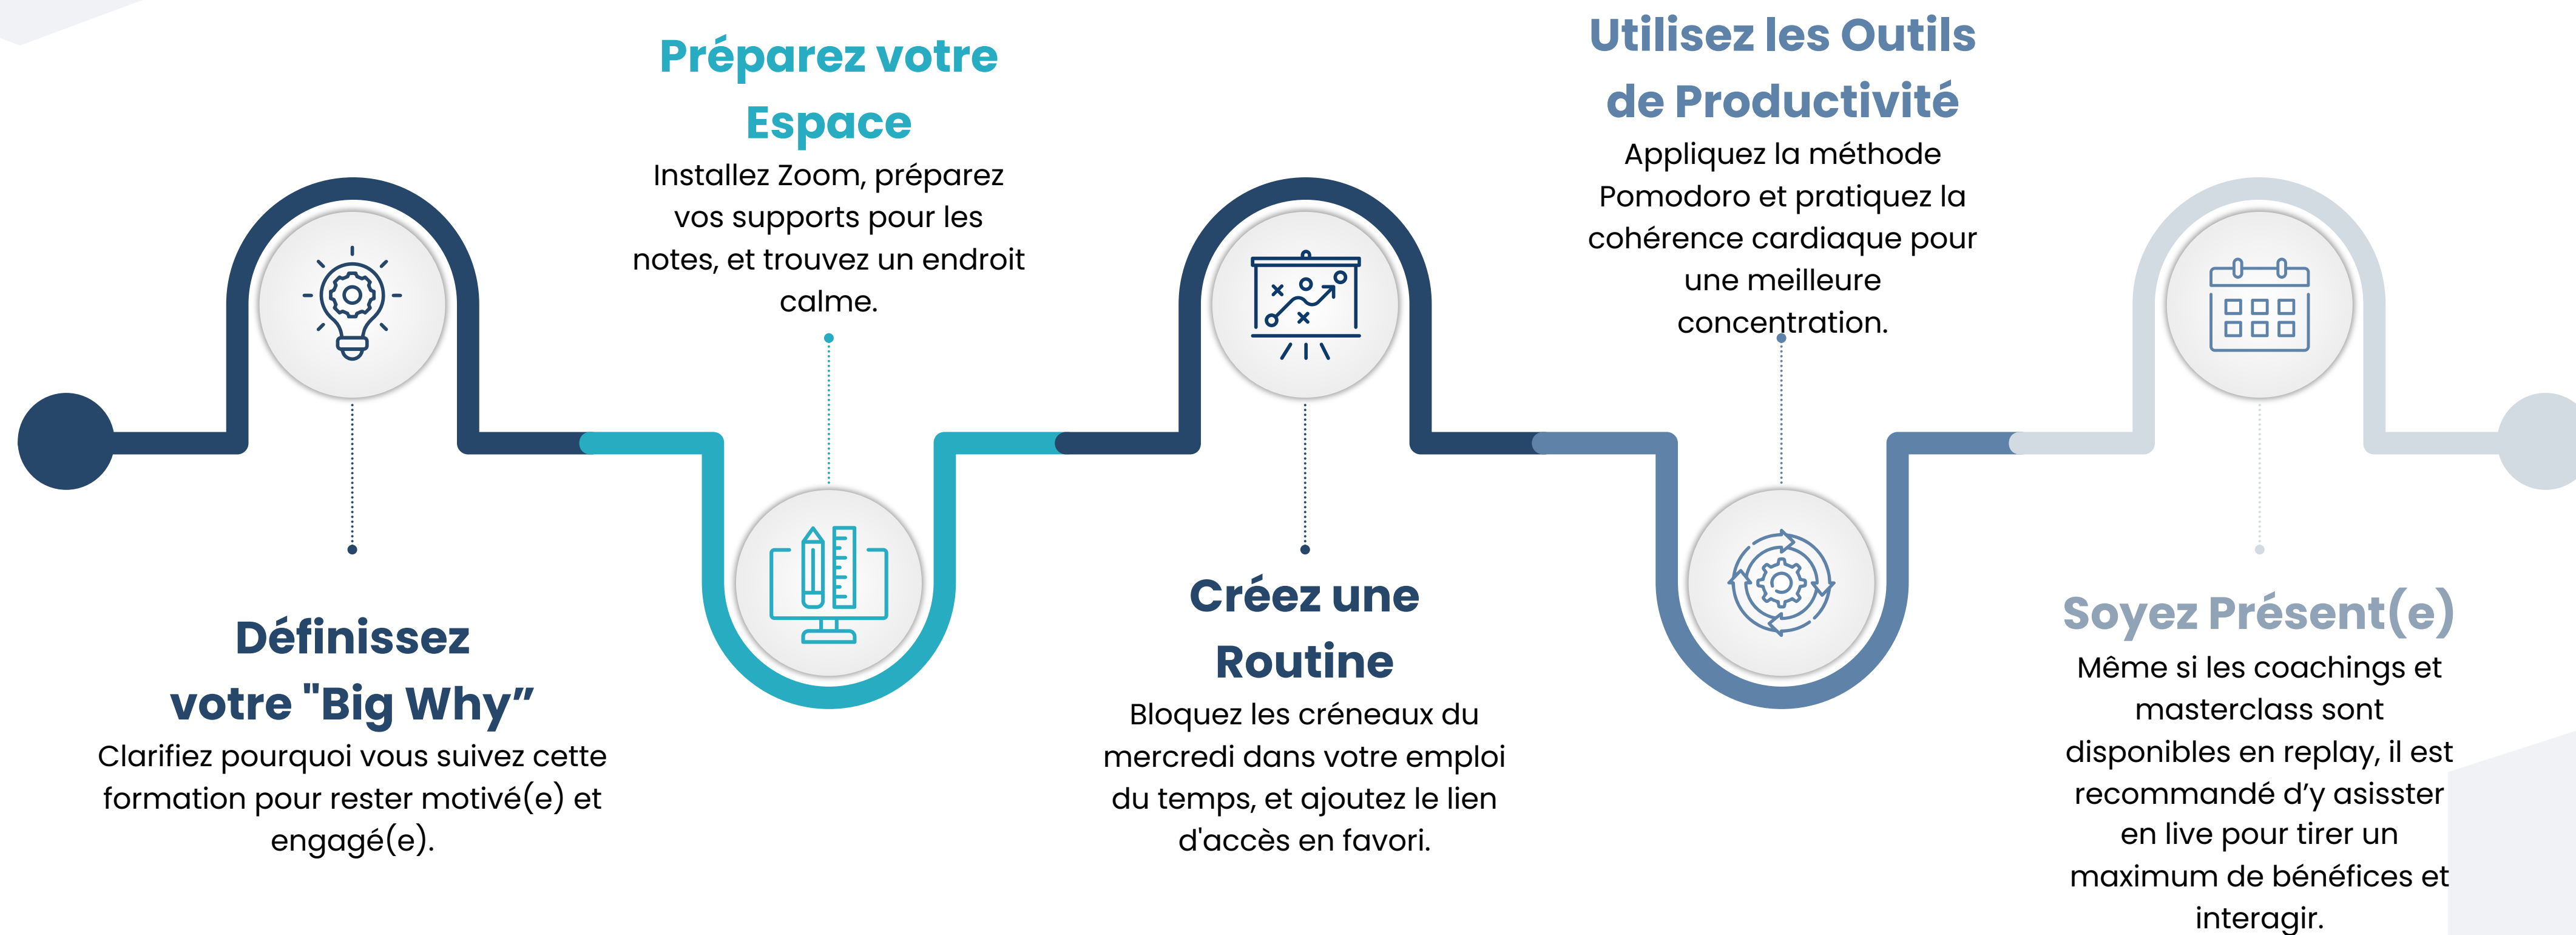 Définissez
votre "Big Why”
Clarifiez pourquoi vous suivez cette
formation pour rester motivé(e) et
engagé(e).
Préparez votre
Espace
Installez Zoom, préparez
vos supports pour les
notes, et trouvez un endroit
calme.
Créez une
Routine
Bloquez les créneaux du
mercredi dans votre emploi
du temps, et ajoutez le lien
d'accès en favori.
Utilisez les Outils
de Productivité
Appliquez la méthode
Pomodoro et pratiquez la
cohérence cardiaque pour
une meilleure
concentration.
Soyez Présent(e)
Même si les coachings et
masterclass sont
disponibles en replay, il est
recommandé d’y asisster
en live pour tirer un
maximum de bénéfices et
interagir.